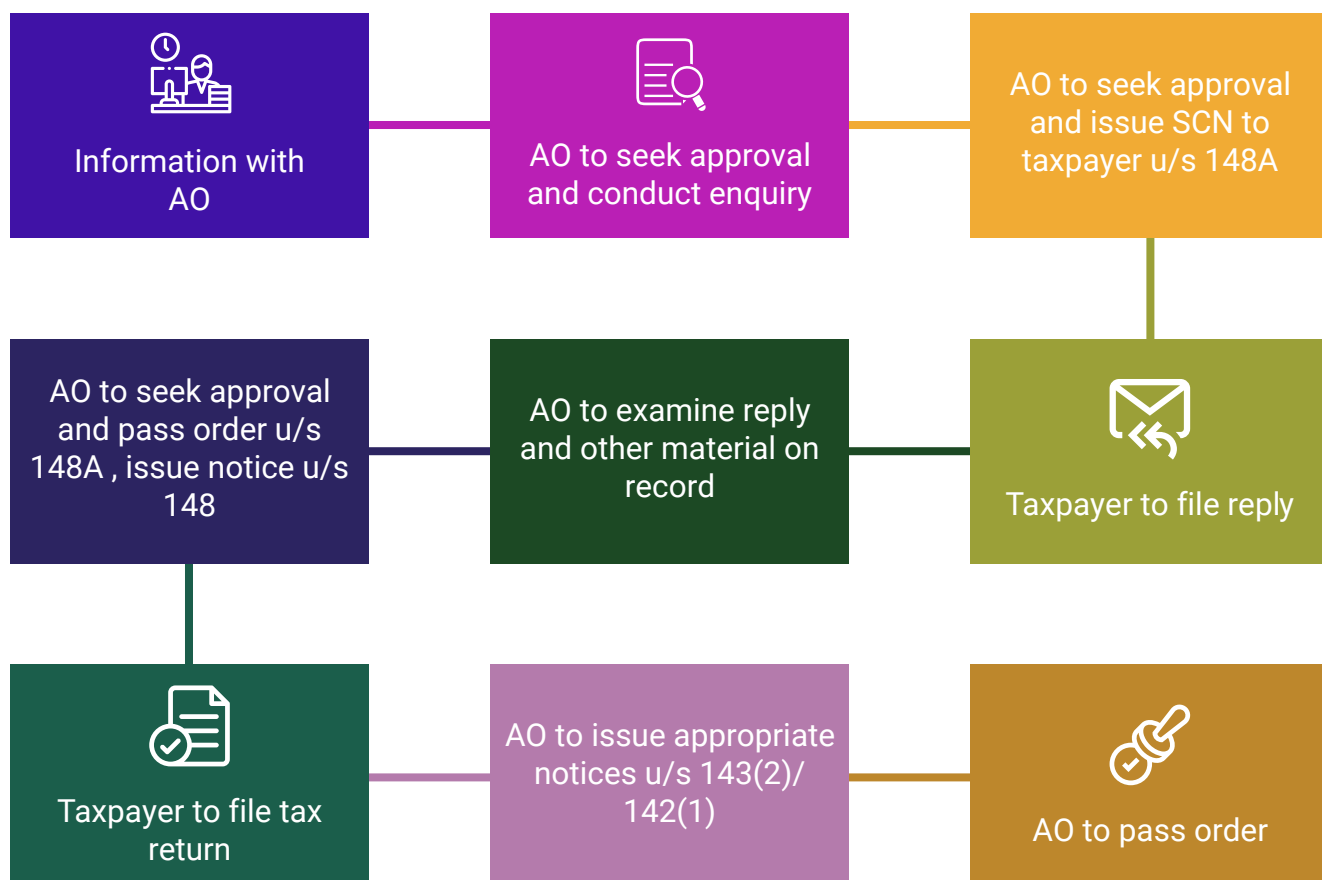 Information with
AO
AO to seek approval
and conduct enquiry
AO to seek approval
and issue SCN to
taxpayer u/s 148A
Taxpayer to file reply
AO to examine reply
and other material on
record
AO to seek approval
and pass order u/s
148A , issue notice u/s
148
Taxpayer to file tax
return
AO to issue appropriate
notices u/s 143(2)/
142(1)
AO to pass order